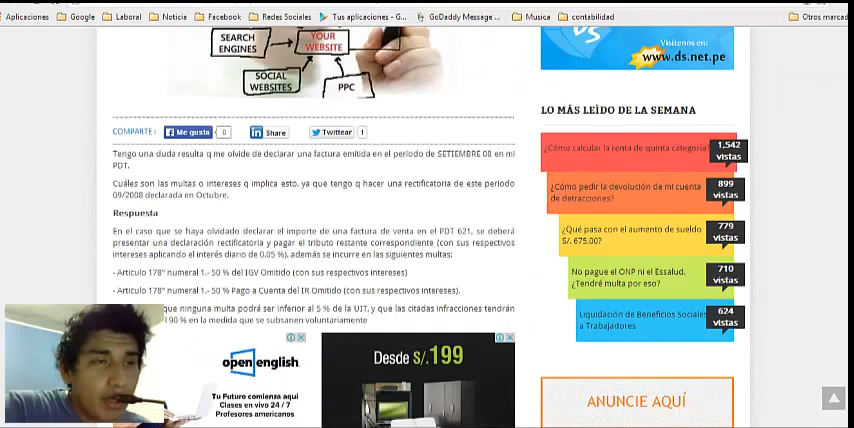 Aplicaciones
Google
Laboral
Noticia
Facebook
Redes Sociales
Tus aplicaciones - G...
GoDaddy Message ...
Musica
contabilidad
Otros marcad
SEARCH
ENGINES
YOUR
WEBSITE
SOCIAL
WEBSITES
PPC
DS
Visítenos en:
www.ds.net.pe
COMPARTE :
Me gusta
0
Share
Twittear
1
Tengo una duda resulta q me olvide de declarar una factura emitida en el periodo de SETIEMBRE 08 en mi
PDT.
Cuáles son las multas o intereses q implica esto, ya que tengo q hacer una rectificatoria de este periodo
09/2008 declarada en Octubre.
Respuesta
En el caso que se haya olvidado declarar el importe de una factura de venta en el PDT 621, se deberá
presentar una declaración rectificatoria y pagar el tributo restante correspondiente (con sus respectivos
intereses aplicando el interés diario de 0.05 %), además se incurre en las siguientes multas:
- Articulo 178° numeral 1.- 50 % del IGV Omitido (con sus respectivos intereses)
- Articulo 178° numeral 1.- 50 % Pago a Cuenta del IR Omitido (con sus respectivos intereses).
que ninguna multa podrá ser inferior al 5 % de la UIT, y que las citadas infracciones tendrán
l 90 % en la medida que se subsanen voluntariamente
LO MÁS LEÍDO DE LA SEMANA
¿Cómo calcular la renta de quinta categoría?
1,542
vistas
¿Cómo pedir la devolución de mi cuenta
de detracciones?
899
vistas
¿Qué pasa con el aumento de sueldo
S/. 675.00?
779
vistas
No pague el ONP ni el Essalud.
¿Tendré multa por eso?
710
vistas
Liquidación de Beneficios Sociales
a Trabajadores
624
vistas
open english
Tu Futuro comienza aquí
Clases en vivo 24 / 7
Profesores americanos
Desde S/.199
ANUNCIE AQUÍ